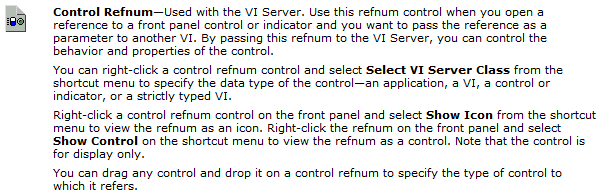 Control Refnum—Used with the VI Server. Use this refnum control when you open a
reference to a front panel control or indicator and you want to pass the reference as a
parameter to another VI. By passing this refnum to the VI Server, you can control the
behavior and properties of the control.
You can right-click a control refnum control and select Select VI Server Class from the
shortcut menu to specify the data type of the control—an application, a VI, a control or
indicator, or a strictly typed VI.
Right-click a control refnum control on the front panel and select Show Icon from the shortcut
menu to view the refnum as an icon. Right-click the refnum on the front panel and select
Show Control on the shortcut menu to view the refnum as a control. Note that the control is
for display only.
You can drag any control and drop it on a control refnum to specify the type of control to
which it refers.